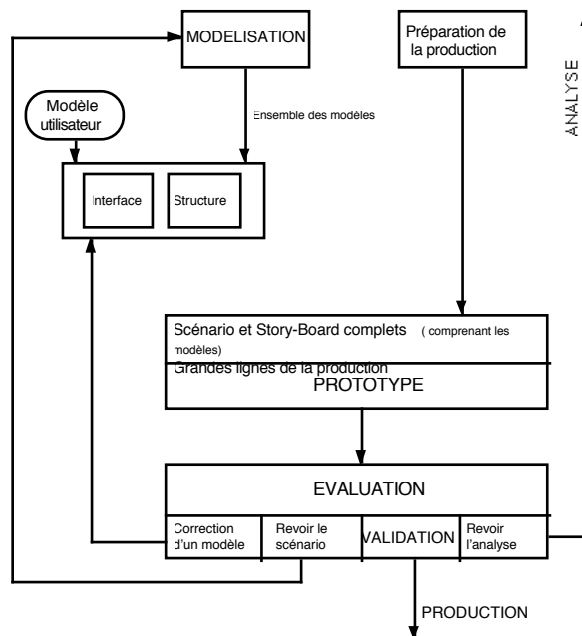 MODELISATION
Préparation de
la production
ANALYSE
Modèle
utilisateur
Ensemble des modèles
Interface
Structure
Scénario et Story-Board complets ( comprenant les
modèles)
Grandes lignes de la production
PROTOTYPE
EVALUATION
Correction
d'un modèle
Revoir le
scénario
VALIDATION
Revoir
l'analyse
PRODUCTION